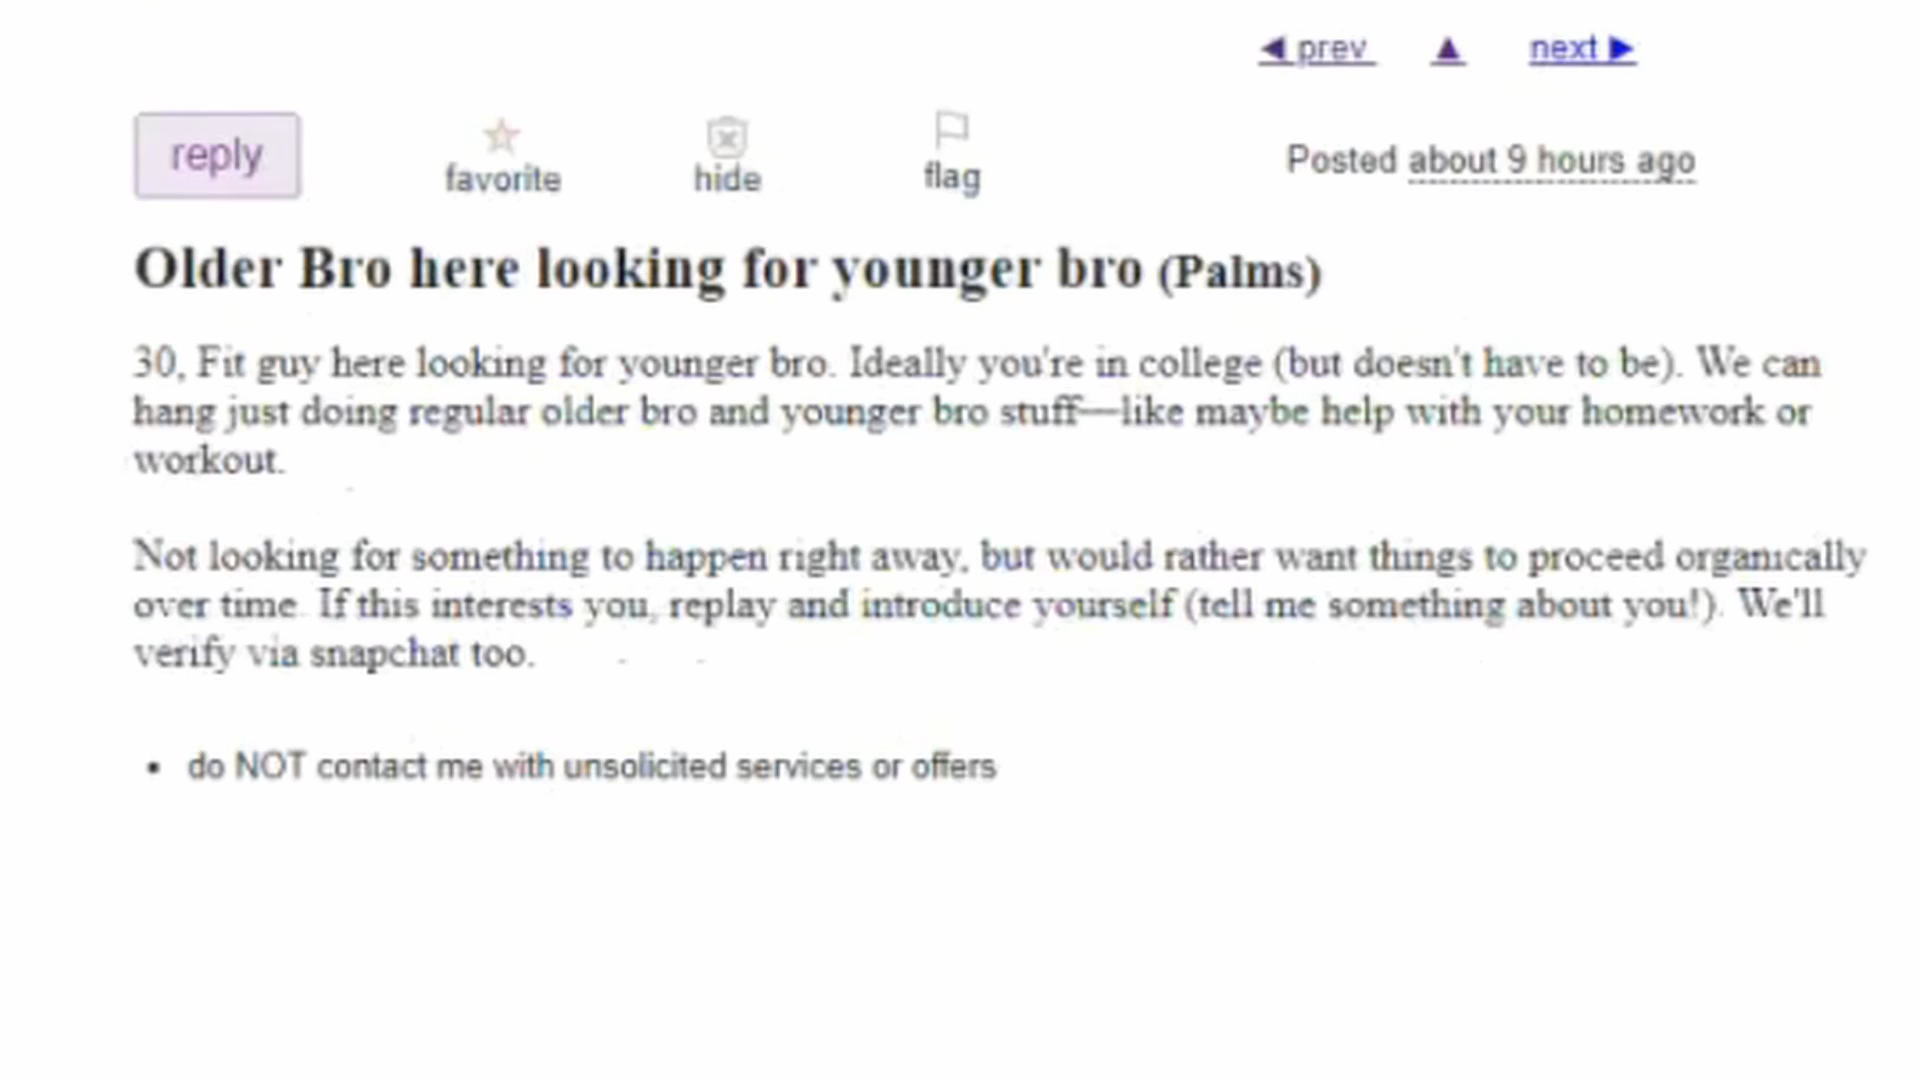 ◀ prev ▲ next ▶
reply favorite hide flag Posted about 9 hours ago
Older Bro here looking for younger bro (Palms)
30, Fit guy here looking for younger bro. Ideally you're in college (but doesn't have to be). We can
hang just doing regular older bro and younger bro stuff—like maybe help with your homework or
workout.
Not looking for something to happen right away, but would rather want things to proceed organically
over time. If this interests you, replay and introduce yourself (tell me something about you!). We'll
verify via snapchat too.
• do NOT contact me with unsolicited services or offers